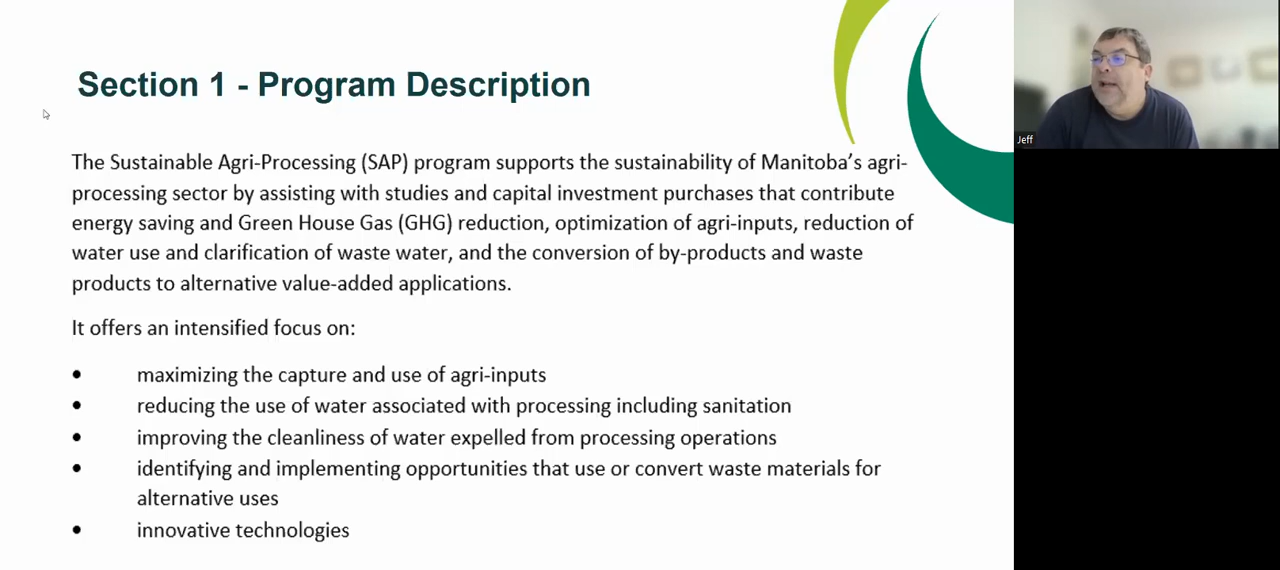 Section 1 - Program Description
Jeff
The Sustainable Agri-Processing (SAP) program supports the sustainability of Manitoba’s agri-
processing sector by assisting with studies and capital investment purchases that contribute
energy saving and Green House Gas (GHG) reduction, optimization of agri-inputs, reduction of
water use and clarification of waste water, and the conversion of by-products and waste
products to alternative value-added applications.
It offers an intensified focus on:
• maximizing the capture and use of agri-inputs
• reducing the use of water associated with processing including sanitation
• improving the cleanliness of water expelled from processing operations
• identifying and implementing opportunities that use or convert waste materials for
alternative uses
• innovative technologies